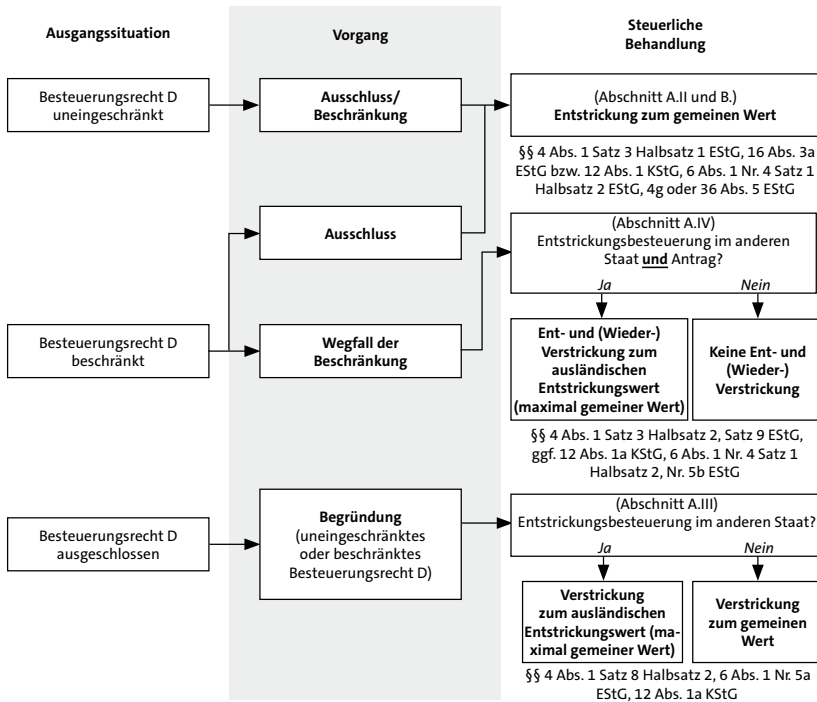 Ausgangssituation
Vorgang
Steuerliche
Behandlung
Besteuerungsrecht D
uneingeschränkt
Ausschluss/
Beschränkung
(Abschnitt A.II und B.)
Entstrickung zum gemeinen Wert
§§ 4 Abs. 1 Satz 3 Halbsatz 1 EStG, 16 Abs. 3a
EStG bzw. 12 Abs. 1 KStG, 6 Abs. 1 Nr. 4 Satz 1
Halbsatz 2 EStG, 4g oder 36 Abs. 5 EStG
Ausschluss
(Abschnitt A.IV)
Entstrickungsbesteuerung im anderen
Staat und Antrag?
Ja
Nein
Besteuerungsrecht D
beschränkt
Wegfall der
Beschränkung
Ent- und (Wieder-)
Verstrickung zum
ausländischen
Entstrickungswert
(maximal gemeiner Wert)
Keine Ent- und
(Wieder-)
Verstrickung
§§ 4 Abs. 1 Satz 3 Halbsatz 2, Satz 9 EStG,
ggf. 12 Abs. 1a KStG, 6 Abs. 1 Nr. 4 Satz 1
Halbsatz 2, Nr. 5b EStG
Besteuerungsrecht D
ausgeschlossen
Begründung
(uneingeschränktes
oder beschränktes
Besteuerungsrecht D)
(Abschnitt A.III)
Entstrickungsbesteuerung im anderen Staat?
Ja
Nein
Verstrickung
zum ausländischen
Entstrickungswert (ma-
ximal gemeiner Wert)
Verstrickung
zum gemeinen
Wert
§§ 4 Abs. 1 Satz 8 Halbsatz 2, 6 Abs. 1 Nr. 5a
EStG, 12 Abs. 1a KStG